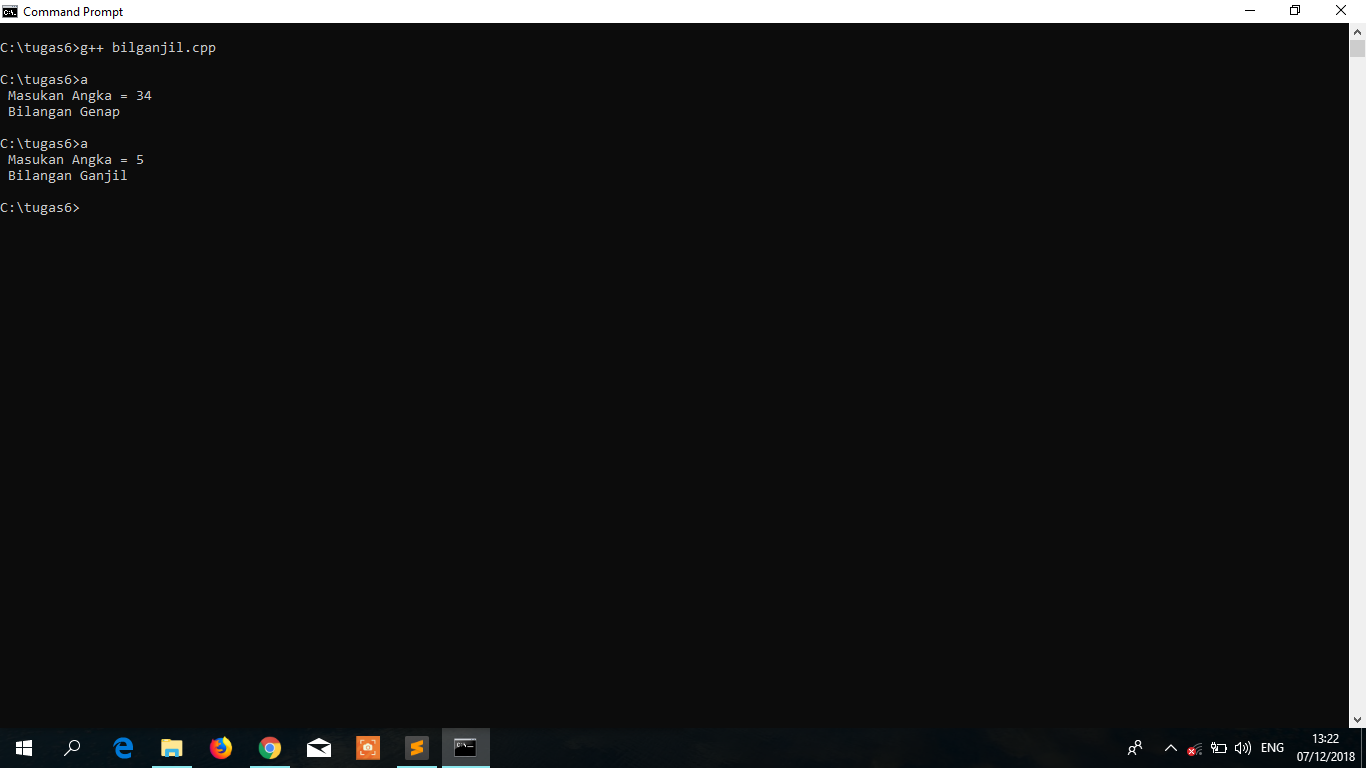 Command Prompt
C:\tugas6>g++ bilganjil.cpp
C:\tugas6>a
Masukan Angka = 34
Bilangan Genap
C:\tugas6>a
Masukan Angka = 5
Bilangan Ganjil
C:\tugas6>
ENG
13:22
07/12/2018